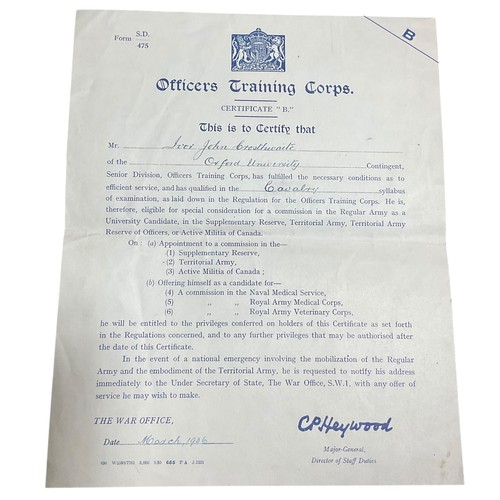 Form S.D.
475
B
Officers Training Corps.
CERTIFICATE "B."
This is to Certify that
Mr. Ivor John Crosthwaite
of the Oxford University Contingent,
Senior Division, Officers Training Corps, has fulfilled the necessary conditions as to
efficient service, and has qualified in the Cavalry syllabus
of examination, as laid down in the Regulation for the Officers Training Corps. He is,
therefore, eligible for special consideration for a commission in the Regular Army as a
University Candidate, in the Supplementary Reserve, Territorial Army, Territorial Army
Reserve of Officers, or Active Militia of Canada.
On : (a) Appointment to a commission in the—
(1) Supplementary Reserve,
(2) Territorial Army,
(3) Active Militia of Canada ;
(b) Offering himself as a candidate for—
(4) A commission in the Naval Medical Service,
(5) ,, ,, Royal Army Medical Corps,
(6) ,, ,, Royal Army Veterinary Corps,
he will be entitled to the privileges conferred on holders of this Certificate as set forth
in the Regulations concerned, and to any further privileges that may be authorised after
the date of this Certificate.
In the event of a national emergency involving the mobilization of the Regular
Army and the embodiment of the Territorial Army, he is requested to notify his address
immediately to the Under Secretary of State, The War Office, S.W.1, with any offer of
service he may wish to make.
THE WAR OFFICE,
Date March,
C P Heywood
Major-General,
Director of Staff Duties